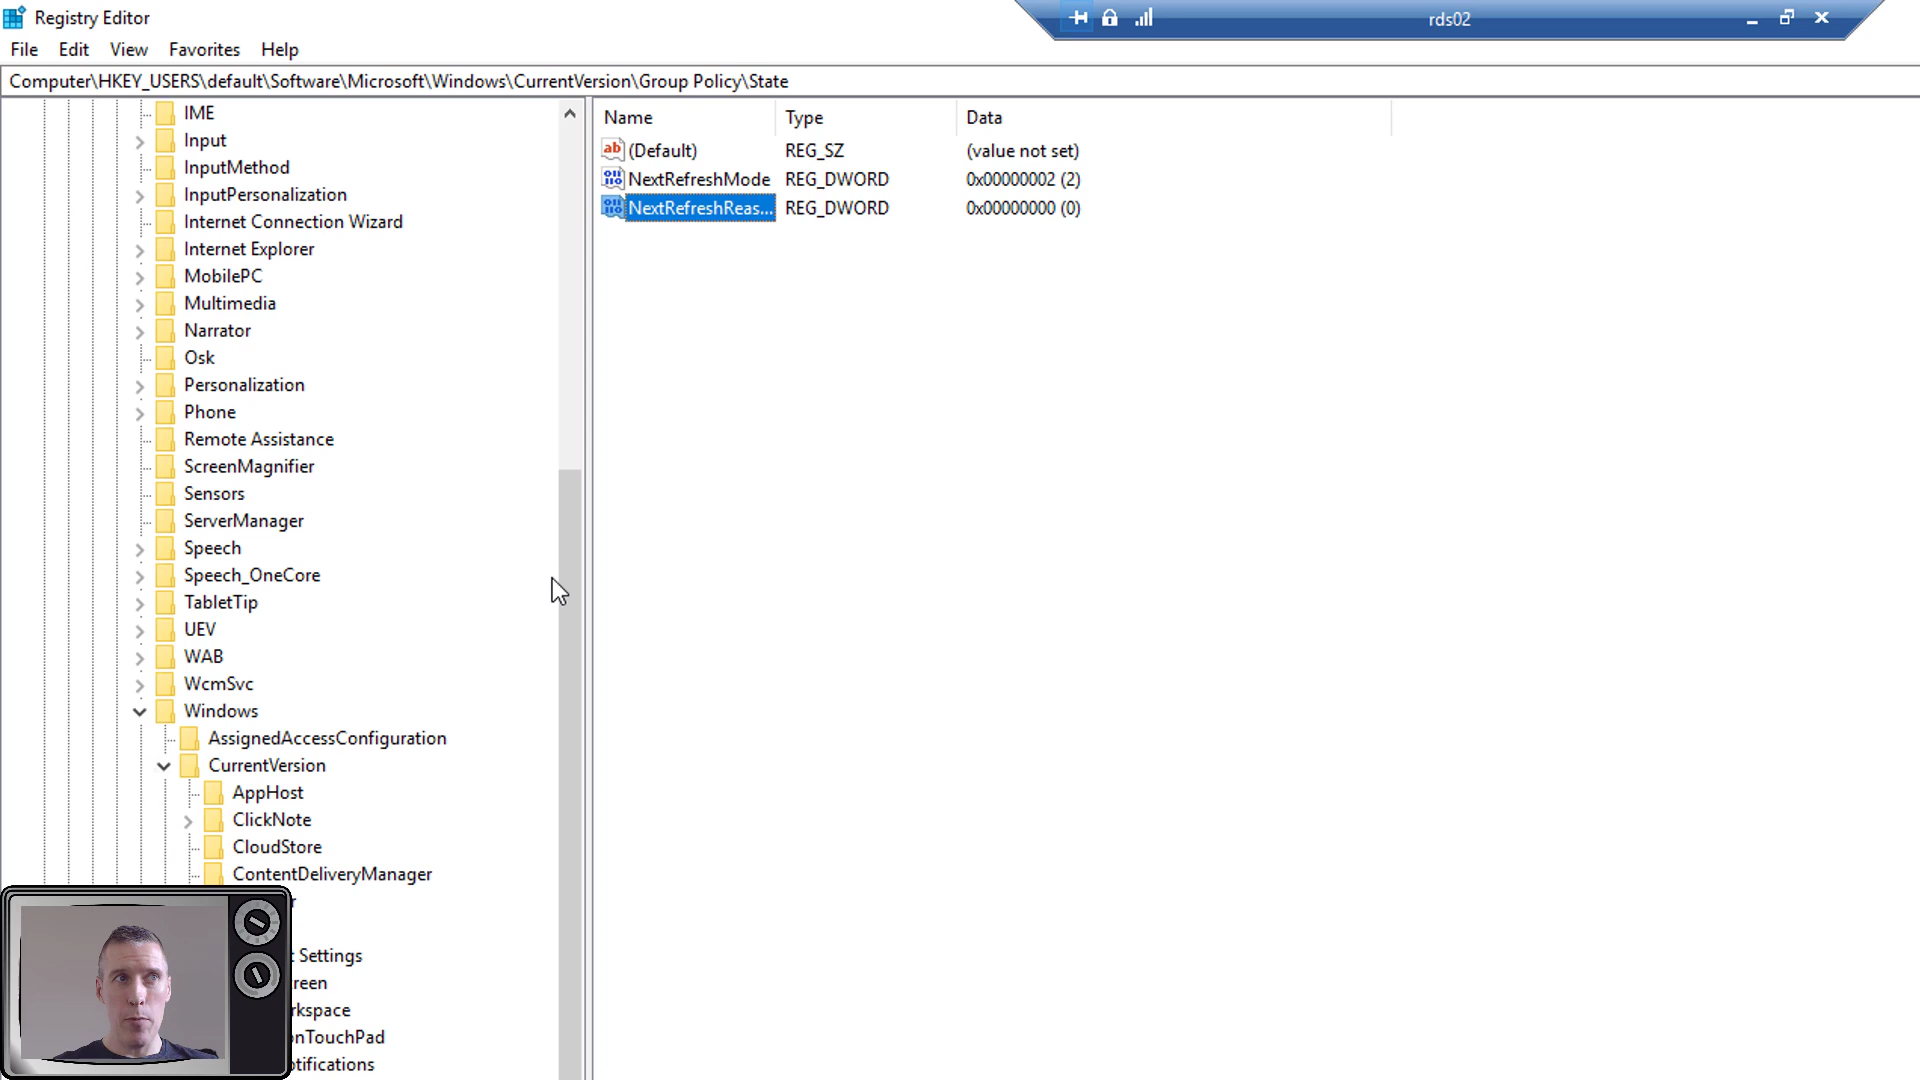 Registry Editor
rds02
File Edit View Favorites Help
Computer\HKEY_USERS\default\Software\Microsoft\Windows\CurrentVersion\Group Policy\State
IME
Input
InputMethod
InputPersonalization
Internet Connection Wizard
Internet Explorer
MobilePC
Multimedia
Narrator
Osk
Personalization
Phone
Remote Assistance
ScreenMagnifier
Sensors
ServerManager
Speech
Speech_OneCore
TabletTip
UEV
WAB
WcmSvc
Windows
AssignedAccessConfiguration
CurrentVersion
AppHost
ClickNote
CloudStore
ContentDeliveryManager
r
t Settings
reen
rkspace
onTouchPad
otifications
Name Type Data
(Default) REG_SZ (value not set)
NextRefreshMode REG_DWORD 0x00000002 (2)
NextRefreshReas... REG_DWORD 0x00000000 (0)